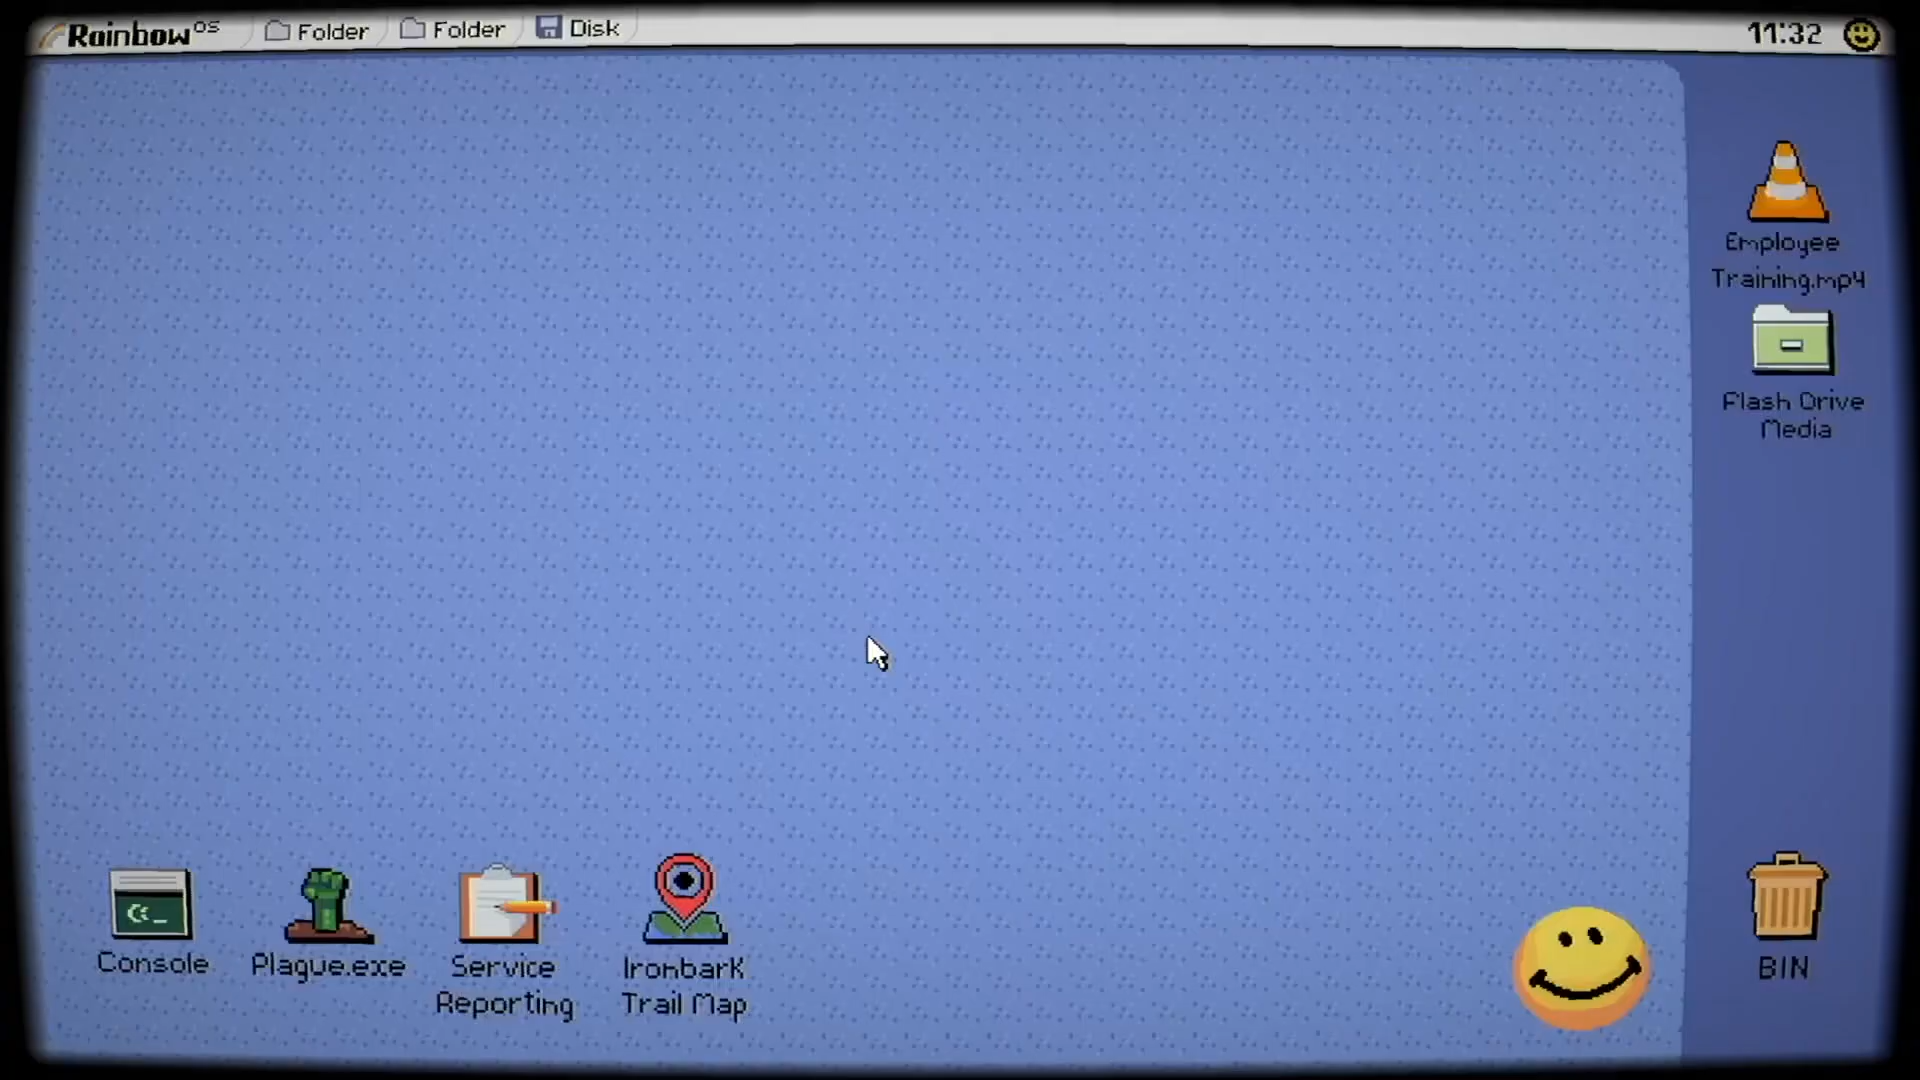 Rainbow OS
Folder
Folder
Disk
11:32
Employee
Training.mp4
Flash Drive
Media
Console
Plague.exe
Service
Reporting
Ironbark
Trail Map
BIN